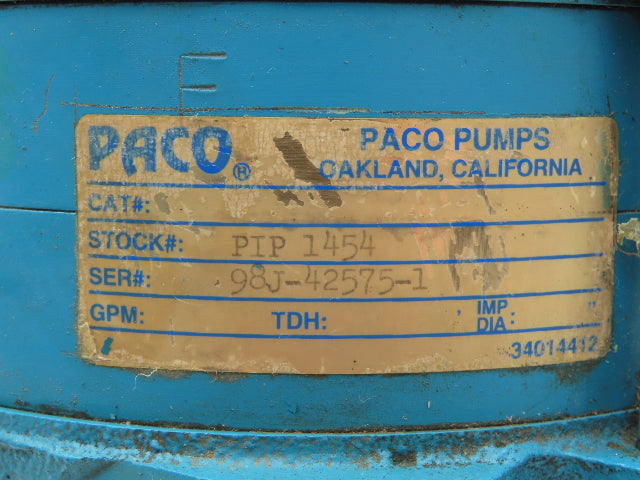 E
PACO® PACO PUMPS
OAKLAND, CALIFORNIA
CAT#:
STOCK#: PIP 1454
SER#: 98J-42575-1
GPM: TDH: ' IMP DIA: "
34014412